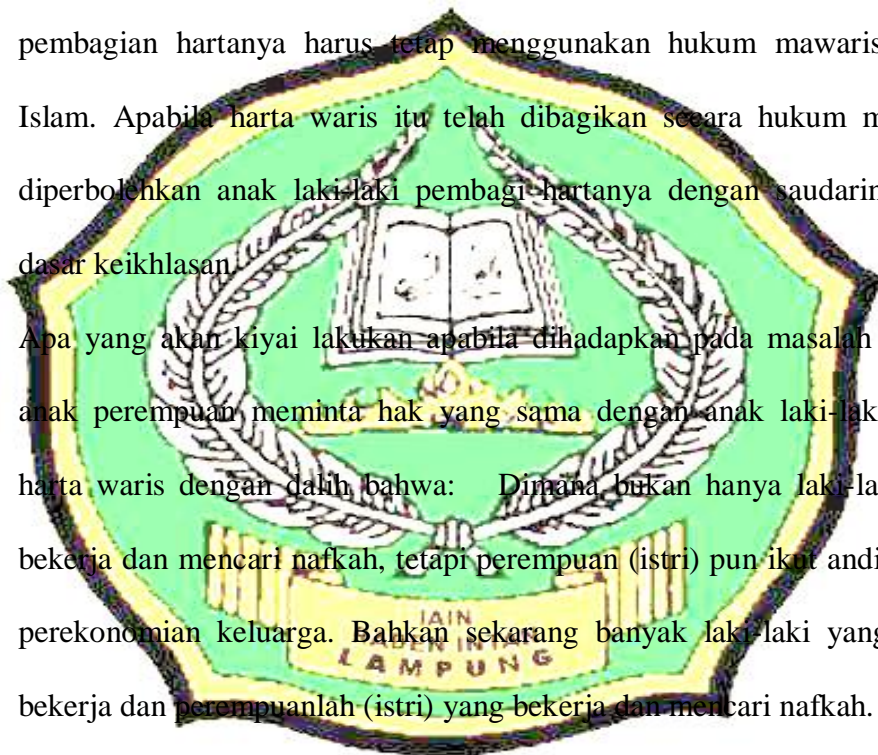 pembagian hartanya harus tetap menggunakan hukum mawaris
Islam. Apabila harta waris itu telah dibagikan secara hukum m
diperbolehkan anak laki-laki pembagi hartanya dengan saudarin
dasar keikhlasan.
Apa yang akan kiyai lakukan apabila dihadapkan pada masalah
anak perempuan meminta hak yang sama dengan anak laki-lak
harta waris dengan dalih bahwa: Dimana bukan hanya laki-la
bekerja dan mencari nafkah, tetapi perempuan (istri) pun ikut andi
perekonomian keluarga. Bahkan sekarang banyak laki-laki yang
bekerja dan perempuanlah (istri) yang bekerja dan mencari nafkah.
IAIN
RADEN INTAN
LAMPUNG